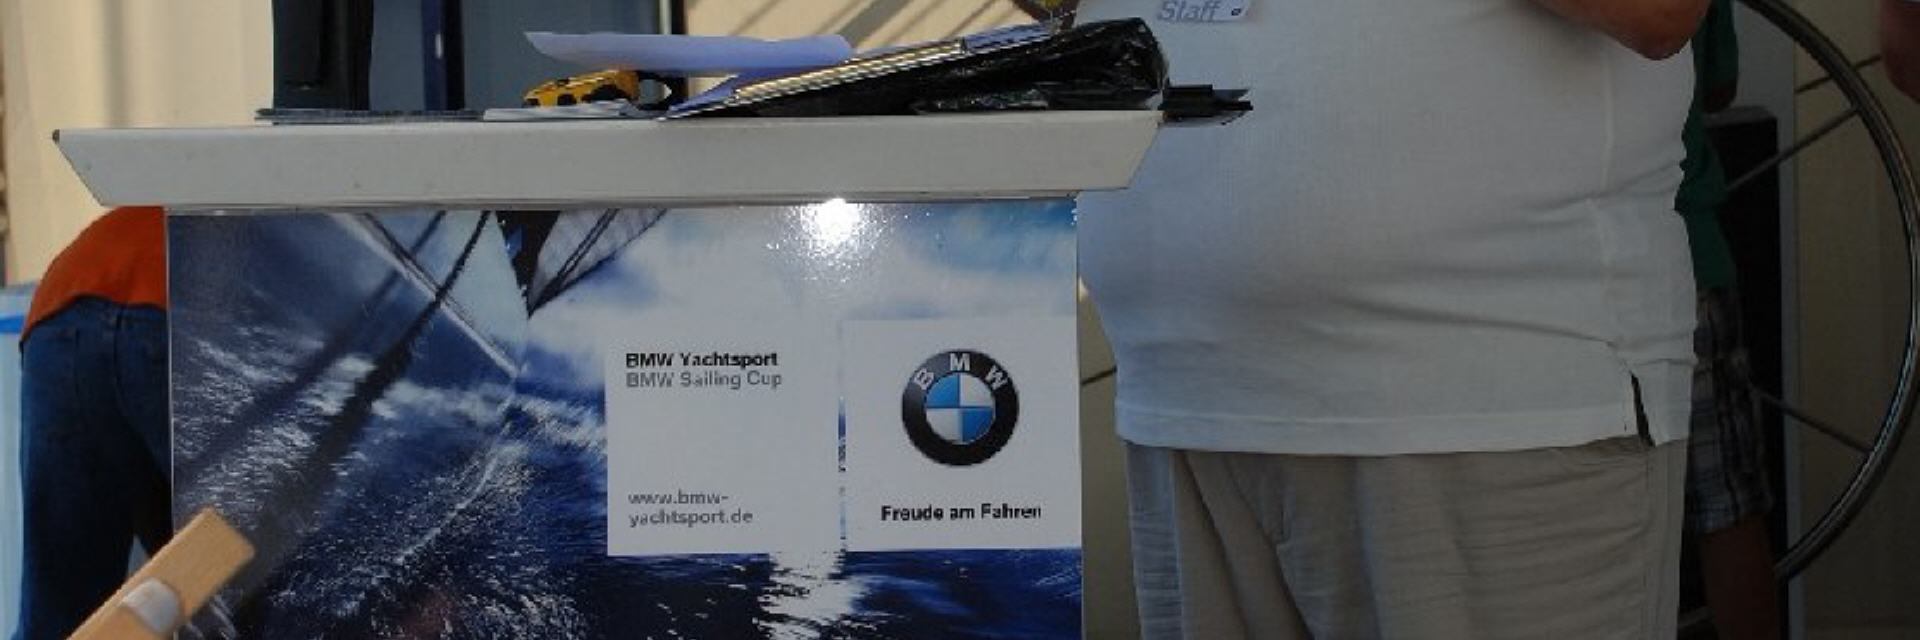 Staff
BMW Yachtsport
BMW Sailing Cup
www.bmw-
yachtsport.de
BMW
Freude am Fahren